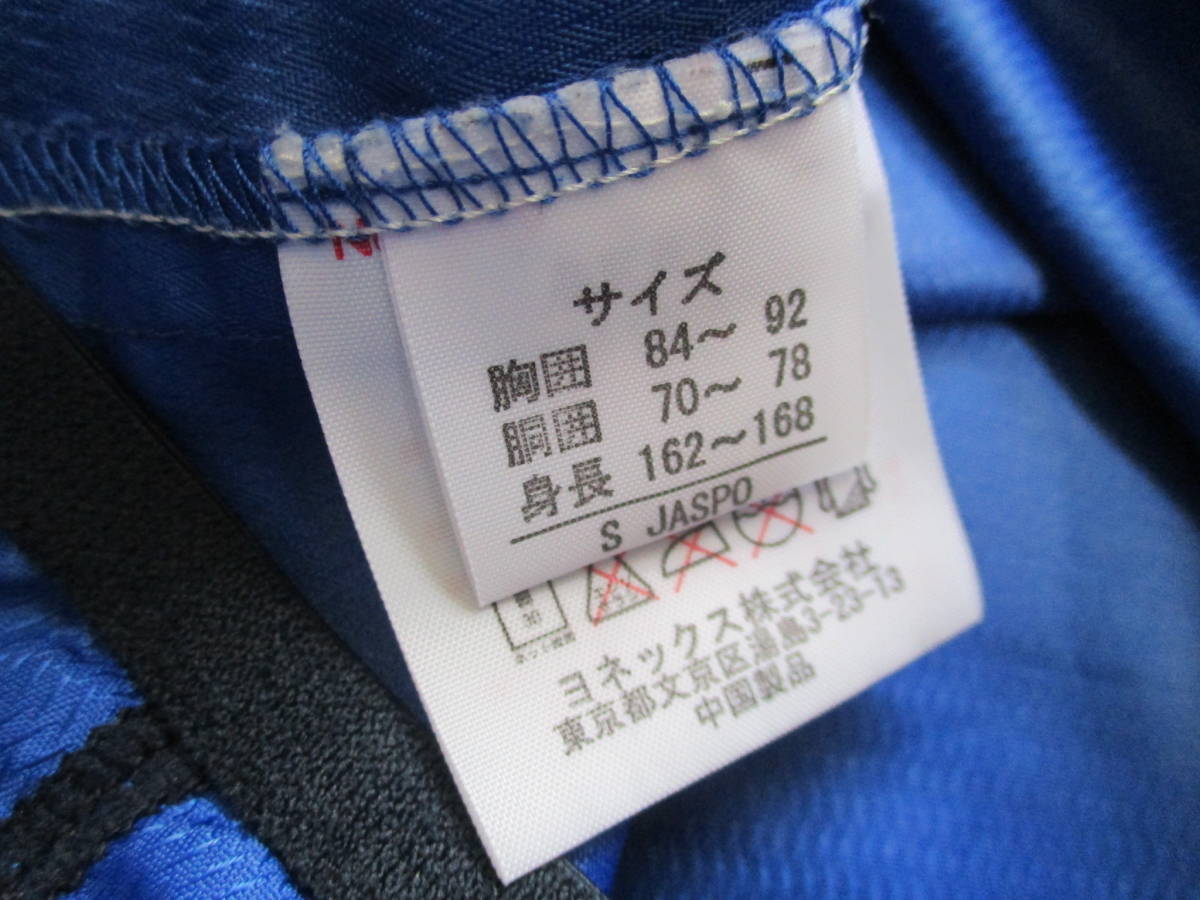 サイズ
胸囲 84～ 92
胴囲 70～ 78
身長 162～168
S JASPO
ヨネックス株式会社
東京都文京区湯島3-23-13
中国製品